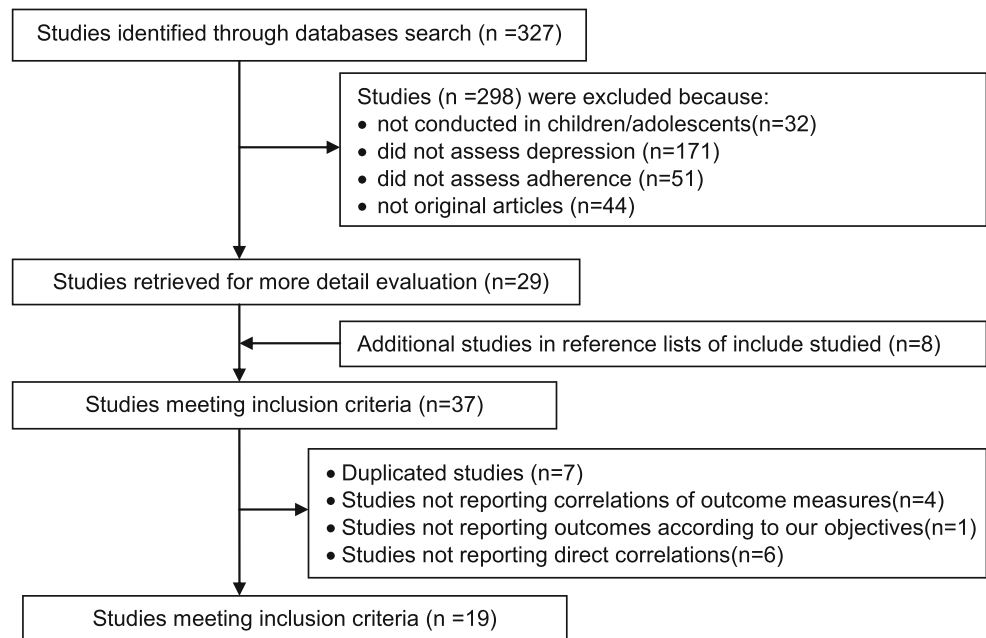 Studies identified through databases search (n =327)
Studies (n =298) were excluded because:
• not conducted in children/adolescents(n=32)
• did not assess depression (n=171)
• did not assess adherence (n=51)
• not original articles (n=44)
Studies retrieved for more detail evaluation (n=29)
Additional studies in reference lists of include studied (n=8)
Studies meeting inclusion criteria (n=37)
• Duplicated studies (n=7)
• Studies not reporting correlations of outcome measures(n=4)
• Studies not reporting outcomes according to our objectives(n=1)
• Studies not reporting direct correlations(n=6)
Studies meeting inclusion criteria (n =19)